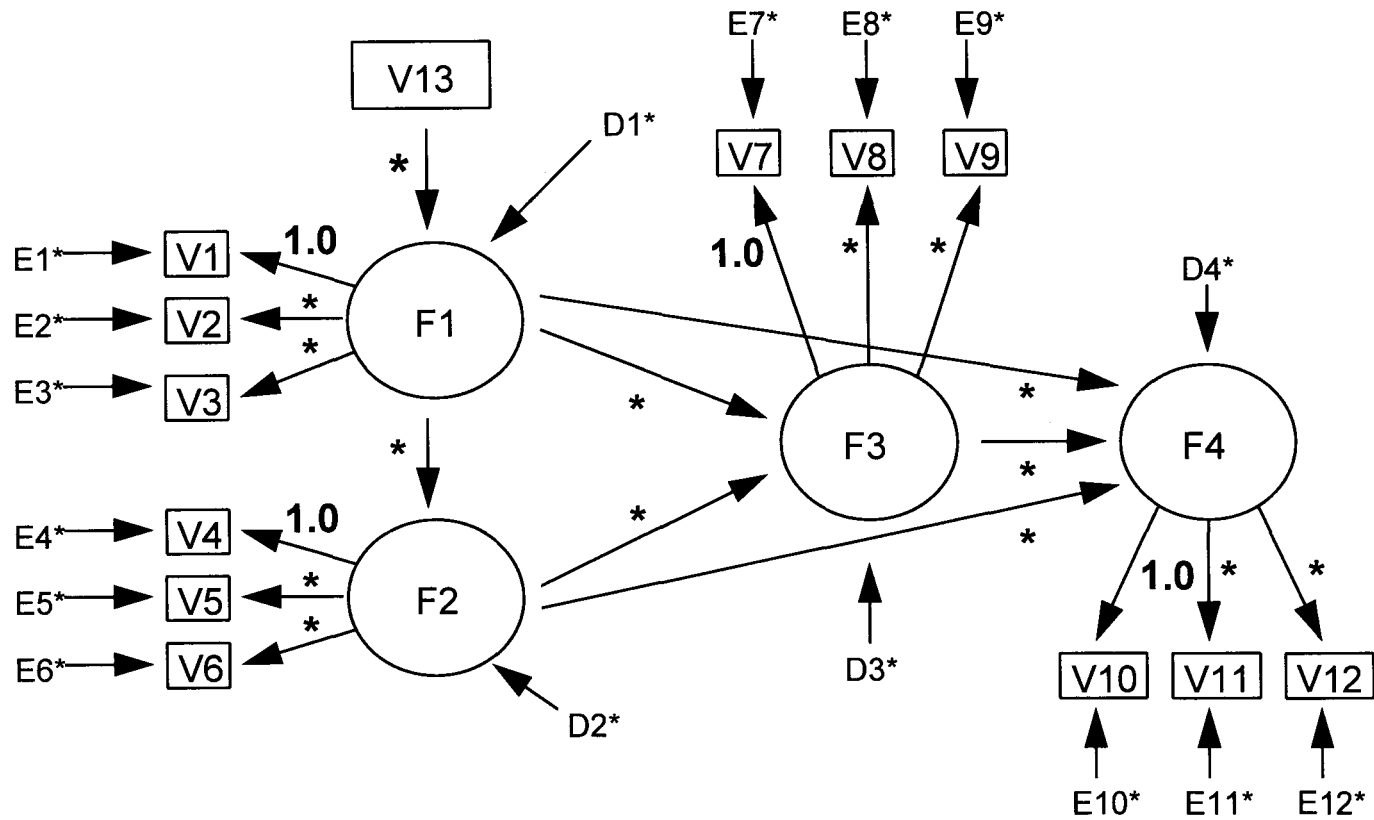 E7* E8* E9*
V13
D1*
V7 V8 V9
*
E1* V1 1.0
1.0 * *
D4*
E2* V2 *
F1
E3* V3 *
* *
* F3 * F4
E4* V4 1.0
* *
1.0 * *
E5* V5 *
F2
E6* V6 *
D3*
V10 V11 V12
D2*
E10* E11* E12*